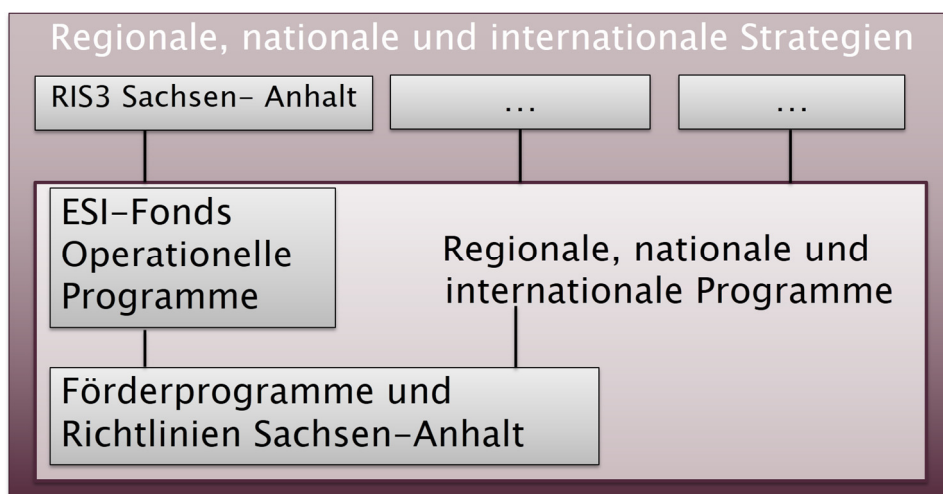 Regionale, nationale und internationale Strategien
RIS3 Sachsen- Anhalt
...
...
ESI-Fonds
Operationelle
Programme
Regionale, nationale und
internationale Programme
Förderprogramme und
Richtlinien Sachsen-Anhalt